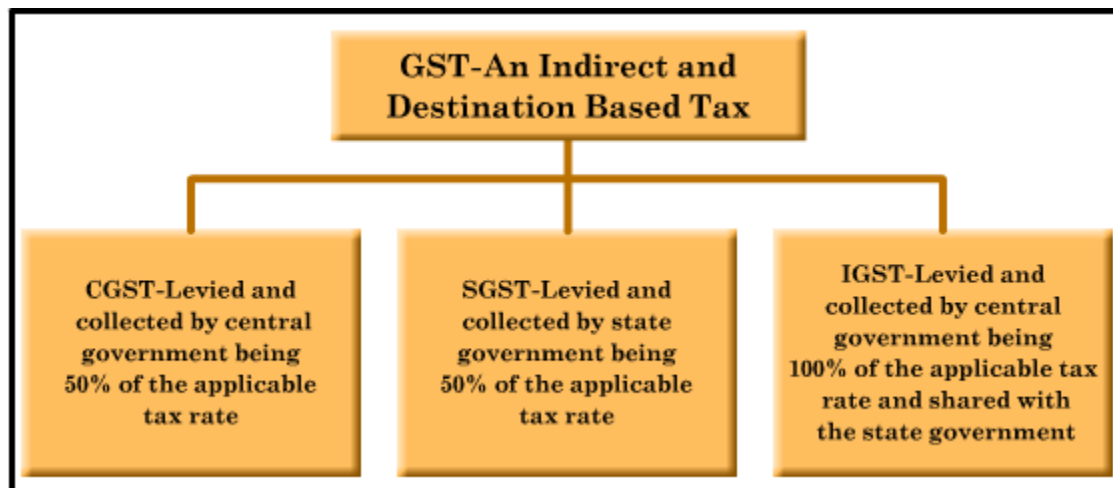 GST-An Indirect and
Destination Based Tax
CGST-Levied and
collected by central
government being
50% of the applicable
tax rate
SGST-Levied and
collected by state
government being
50% of the applicable
tax rate
IGST-Levied and
collected by central
government being
100% of the applicable tax
rate and shared with
the state government